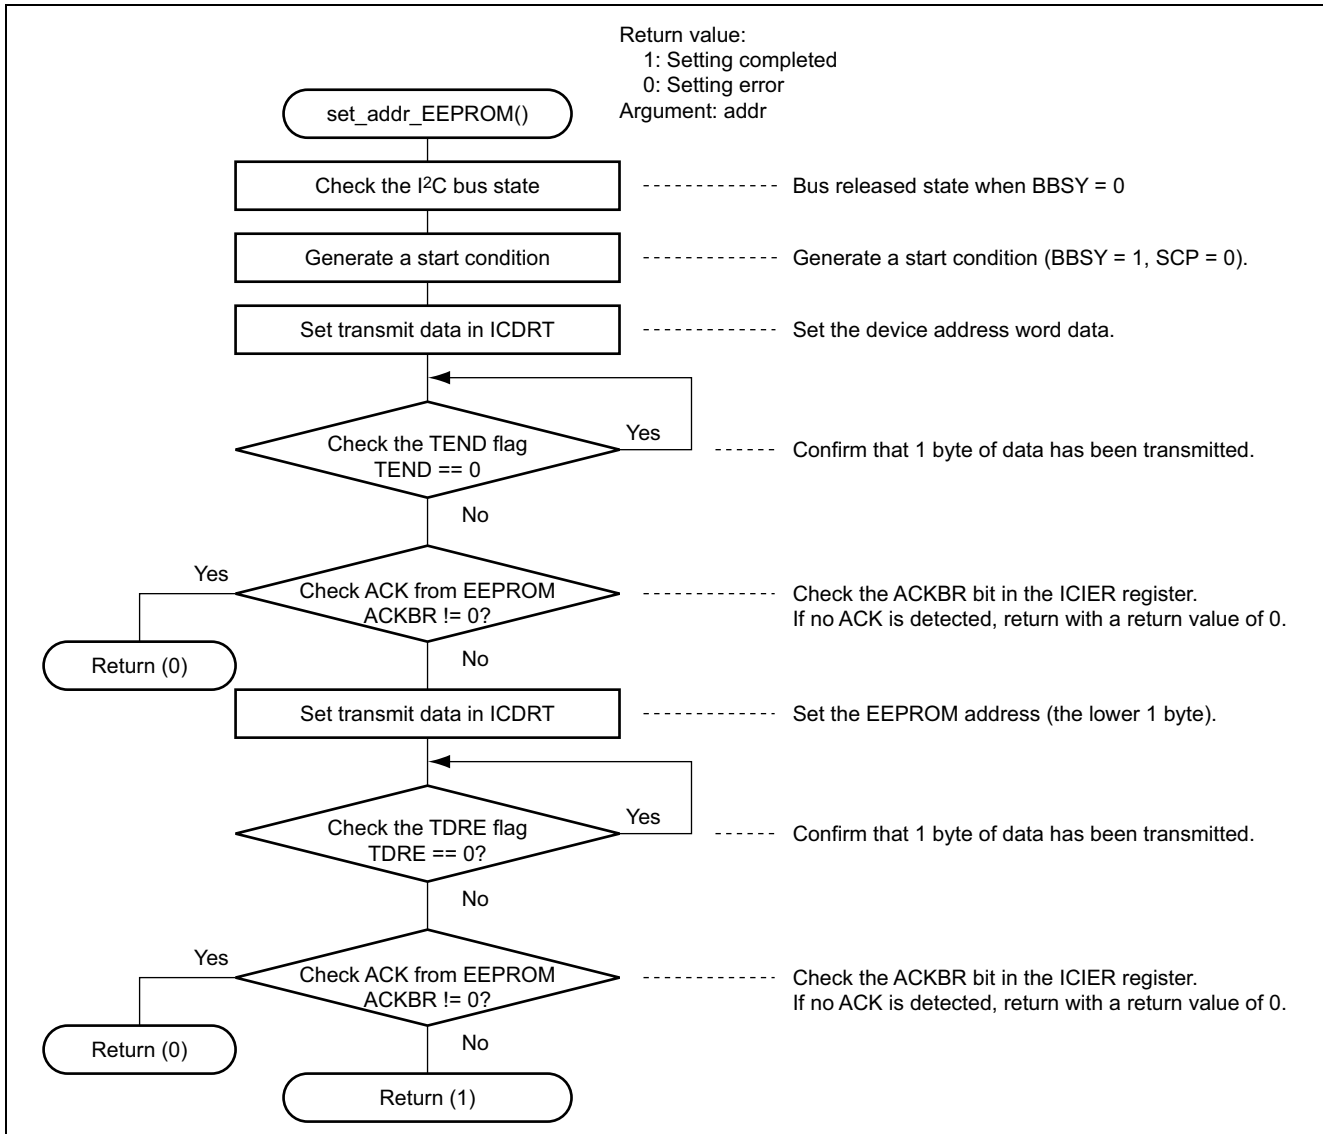 Return value:
1: Setting completed
0: Setting error
Argument: addr
set_addr_EEPROM()
Check the I²C bus state
Bus released state when BBSY = 0
Generate a start condition
Generate a start condition (BBSY = 1, SCP = 0).
Set transmit data in ICDRT
Set the device address word data.
Check the TEND flag
TEND == 0
Yes
Confirm that 1 byte of data has been transmitted.
No
Yes
Check ACK from EEPROM
ACKBR != 0?
Check the ACKBR bit in the ICIER register.
If no ACK is detected, return with a return value of 0.
Return (0)
No
Set transmit data in ICDRT
Set the EEPROM address (the lower 1 byte).
Check the TDRE flag
TDRE == 0?
Yes
Confirm that 1 byte of data has been transmitted.
No
Yes
Check ACK from EEPROM
ACKBR != 0?
Check the ACKBR bit in the ICIER register.
If no ACK is detected, return with a return value of 0.
Return (0)
No
Return (1)